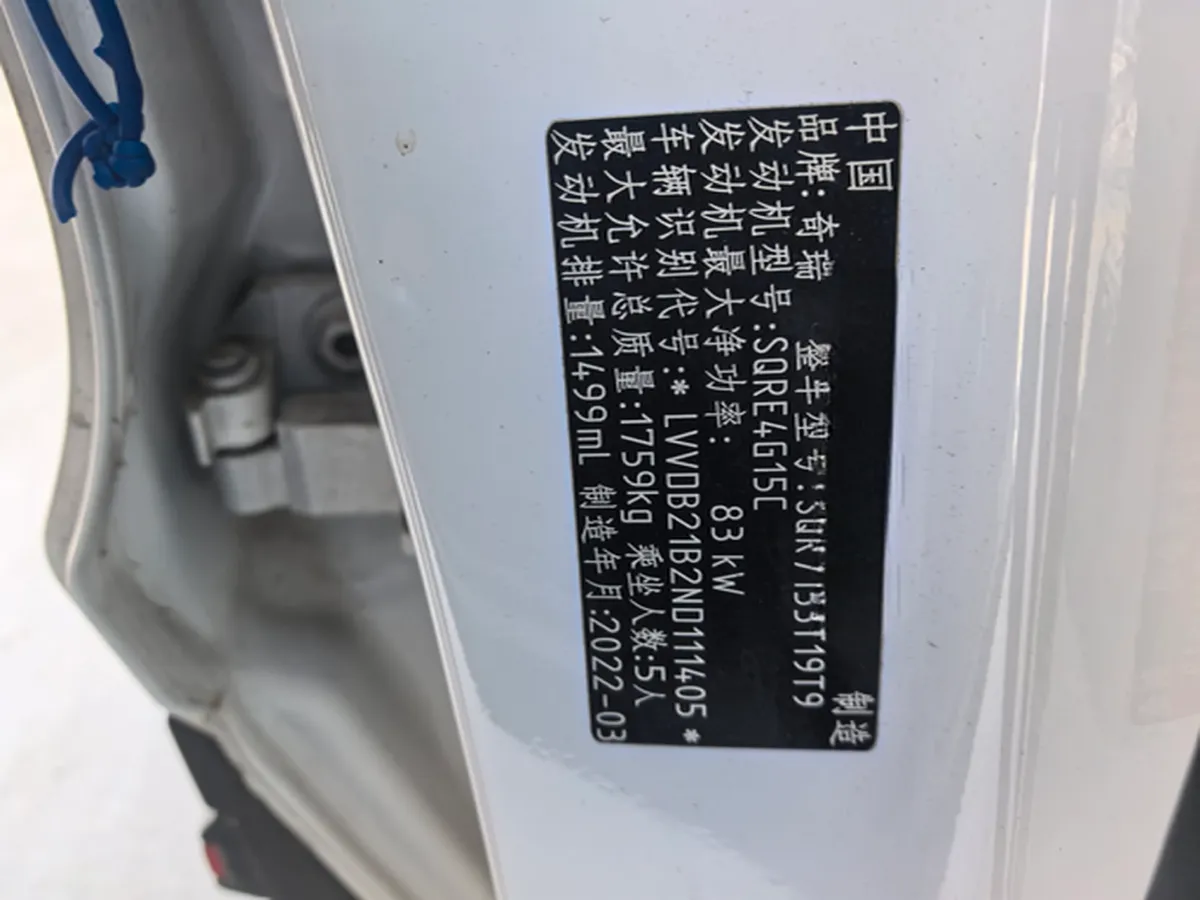 中国 制造
品牌:奇瑞 整车型号:SQR7153T19T9
发动机型号:SQRE4G15C
发动机最大净功率: 83kW
车辆识别代号:* LVVDB21B2ND111405 *
最大允许总质量:1759kg 乘坐人数:5人
发动机排量:1499mL 制造年月:2022-03